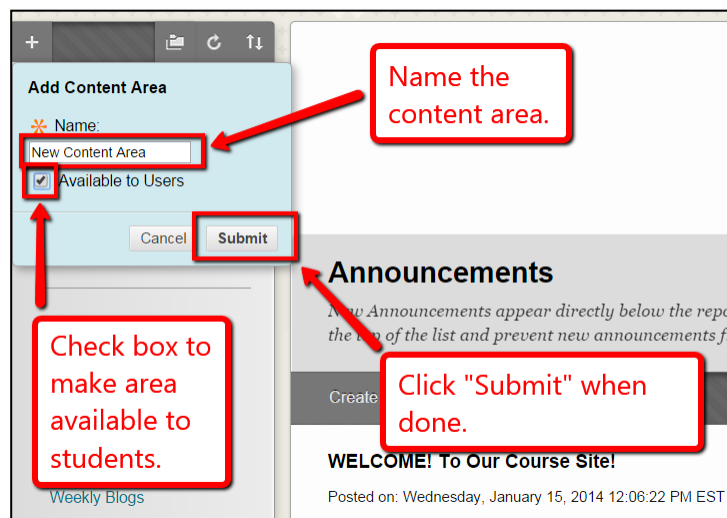 Add Content Area
Name:
New Content Area
Available to Users
Cancel
Submit
Name the
content area.
Check box to
make area
available to
students.
Weekly Blogs
Announcements
New Announcements appear directly below the repo
the top of the list and prevent new announcements f
Create
Click "Submit" when
done.
WELCOME! To Our Course Site!
Posted on: Wednesday, January 15, 2014 12:06:22 PM EST